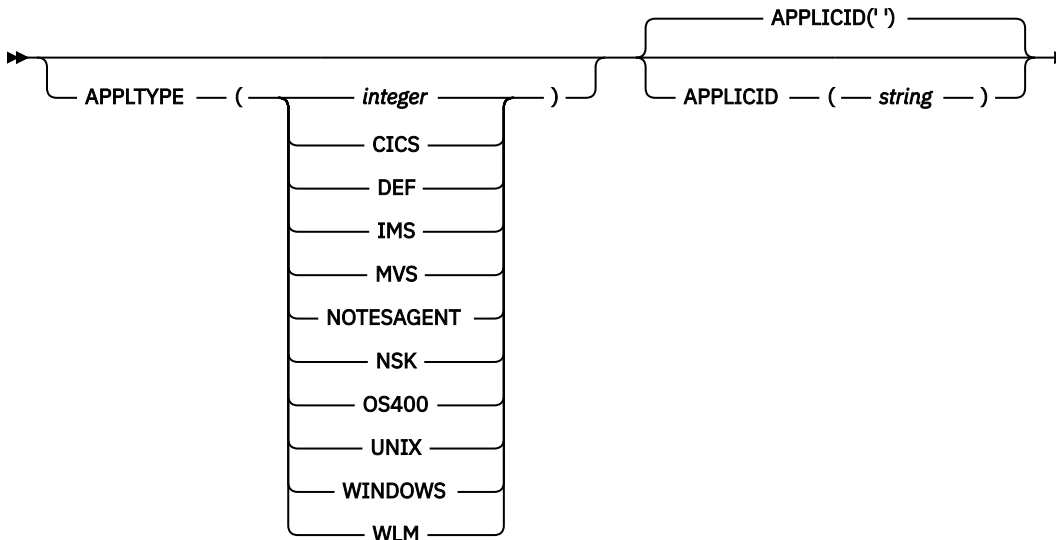 APPLICID(' ')
APPLTYPE ( integer ) APPLICID ( string )
CICS
DEF
IMS
MVS
NOTESAGENT
NSK
OS400
UNIX
WINDOWS
WLM